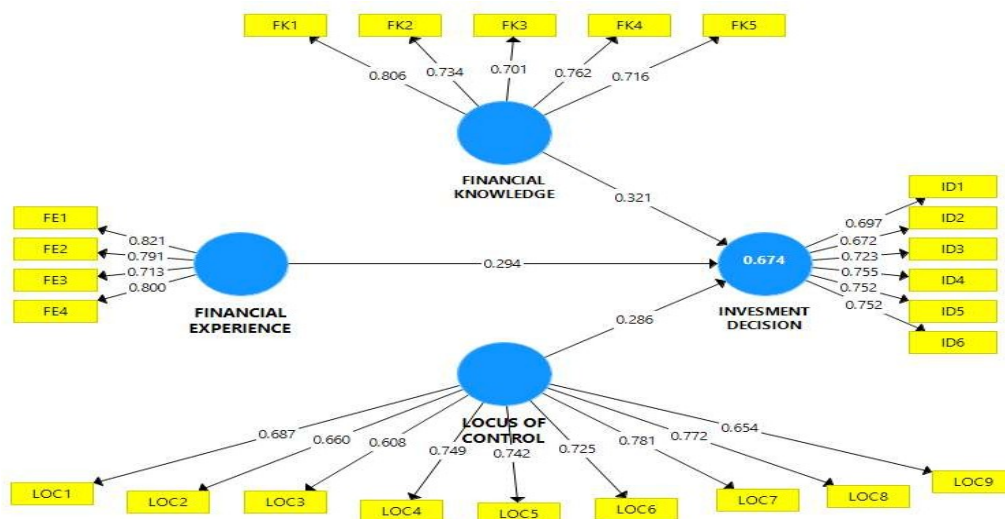 FK1 FK2 FK3 FK4 FK5
0.806 0.734 0.701 0.762 0.716
FINANCIAL
KNOWLEDGE
0.321
FE1
FE2
FE3
FE4
0.821
0.791
0.713
0.800
FINANCIAL
EXPERIENCE
0.294
0.674
INVESMENT
DECISION
ID1
ID2
ID3
ID4
ID5
ID6
0.697
0.672
0.723
0.755
0.752
0.752
0.286
LOCUS OF
CONTROL
0.687 0.660 0.608 0.749 0.742 0.725 0.781 0.772 0.654
LOC1 LOC2 LOC3 LOC4 LOC5 LOC6 LOC7 LOC8 LOC9